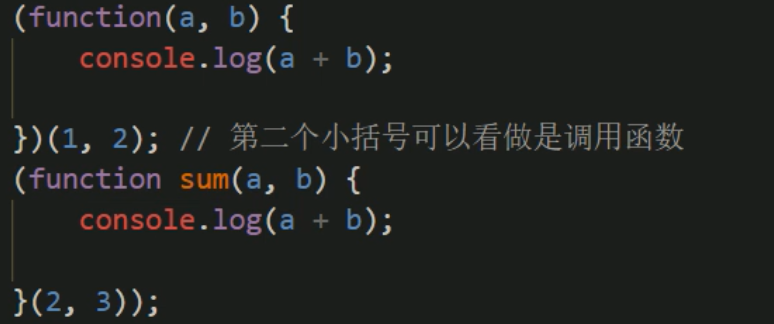 (function(a, b) {
    console.log(a + b);
})(1, 2); // 第二个小括号可以看做是调用函数
(function sum(a, b) {
    console.log(a + b);
}(2, 3));